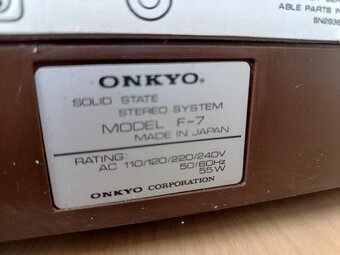 ABLE PARTS IN
SN2936
ONKYO®
SOLID STATE
STEREO SYSTEM
MODEL F-7
MADE IN JAPAN
RATING:
AC 110/120/220/240V
50/60Hz
55W
ONKYO CORPORATION